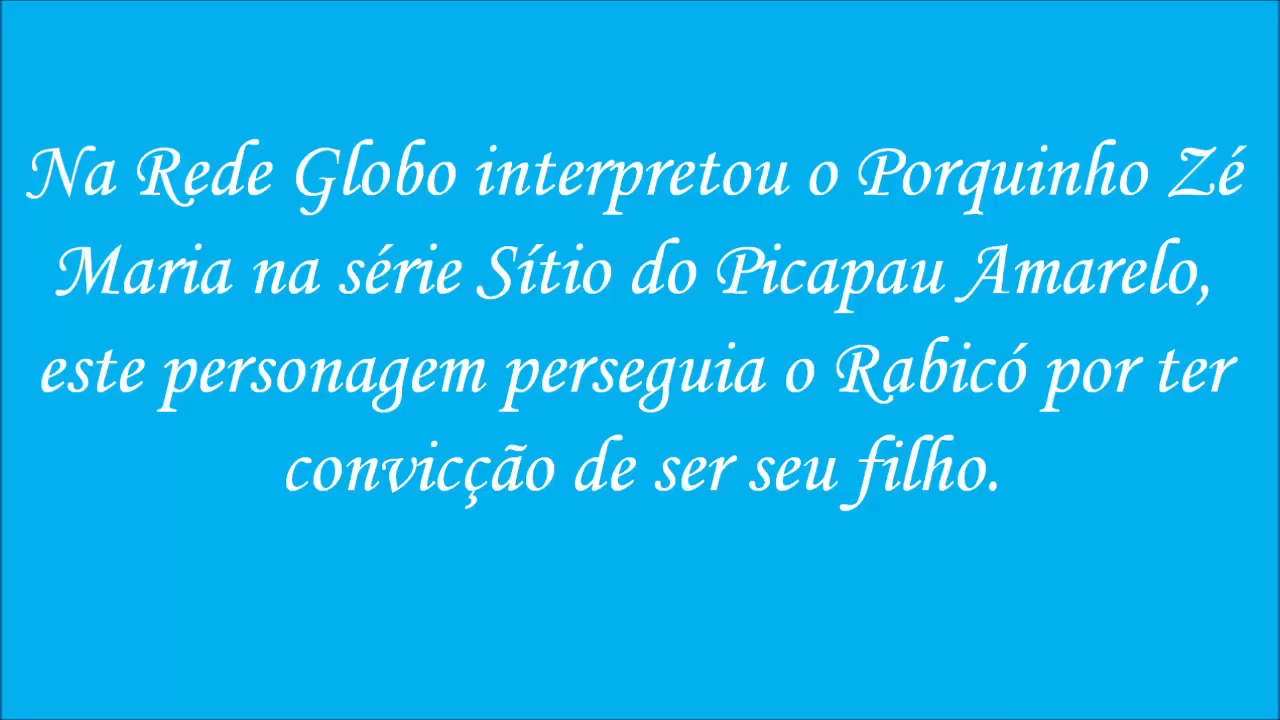 Na Rede Globo interpretou o Porquinho Zé
Maria na série Sítio do Picapau Amarelo,
este personagem perseguia o Rabicó por ter
convicção de ser seu filho.